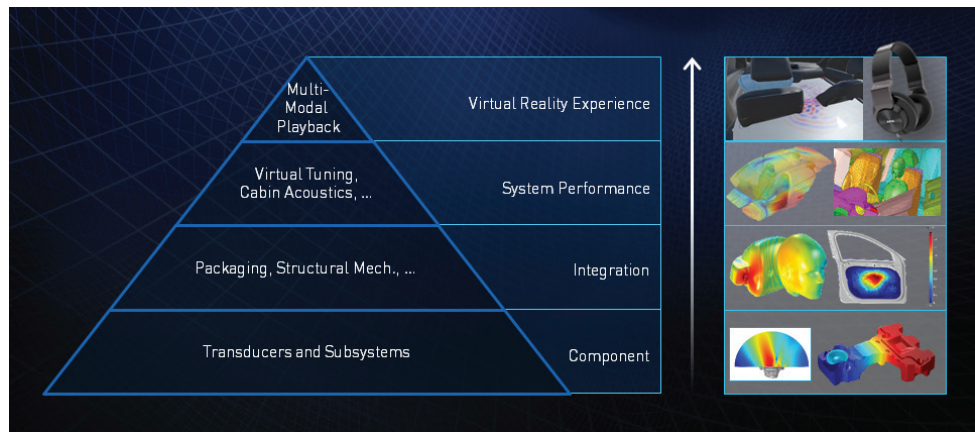 Multi-
Modal
Playback
Virtual Reality Experience
Virtual Tuning,
Cabin Acoustics, ...
System Performance
Packaging, Structural Mech., ...
Integration
Transducers and Subsystems
Component